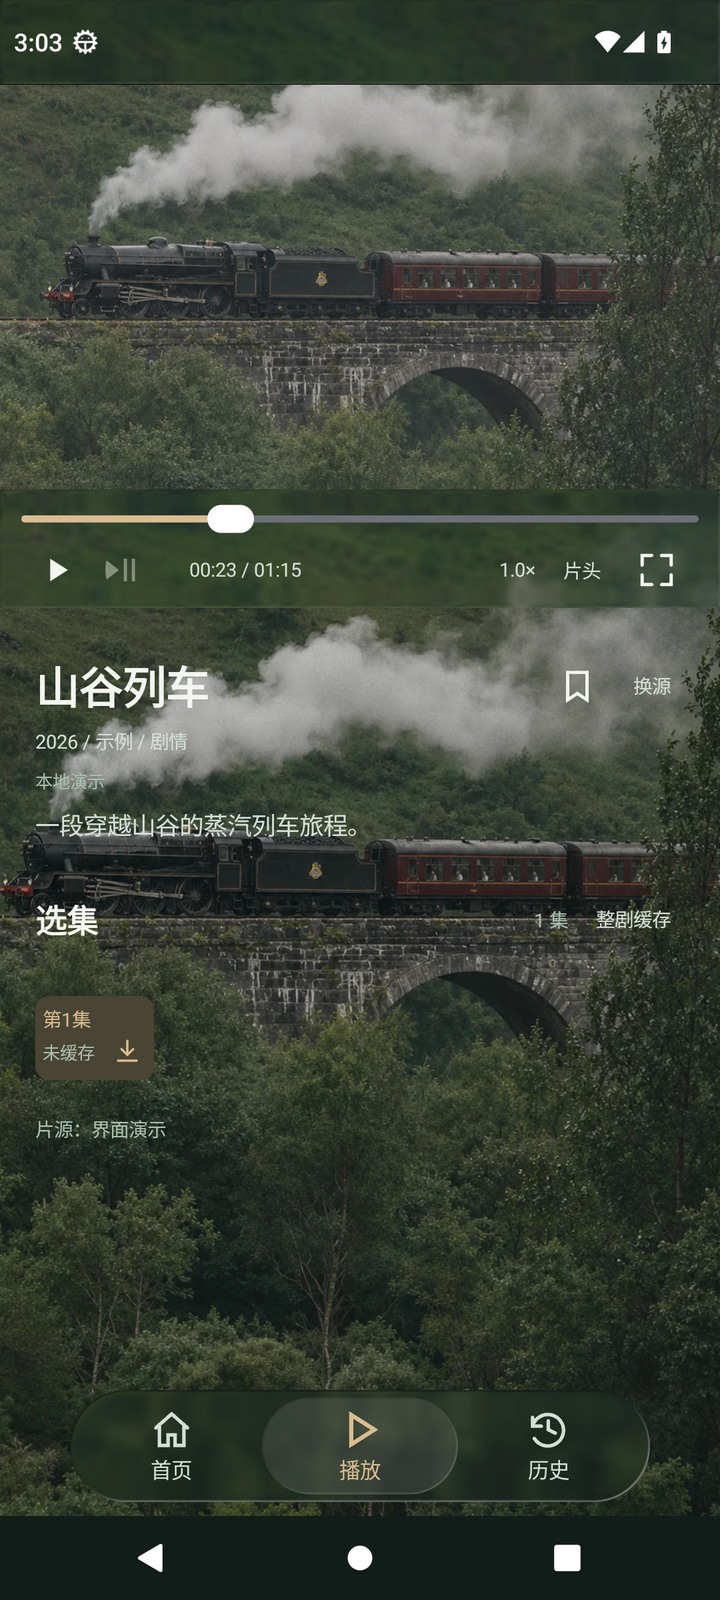 3:03
00:23 / 01:15
1.0×
片头
山谷列车
换源
2026 / 示例 / 剧情
本地演示
一段穿越山谷的蒸汽列车旅程。
选集
1 集
整剧缓存
第1集
未缓存
片源：界面演示
首页
播放
历史